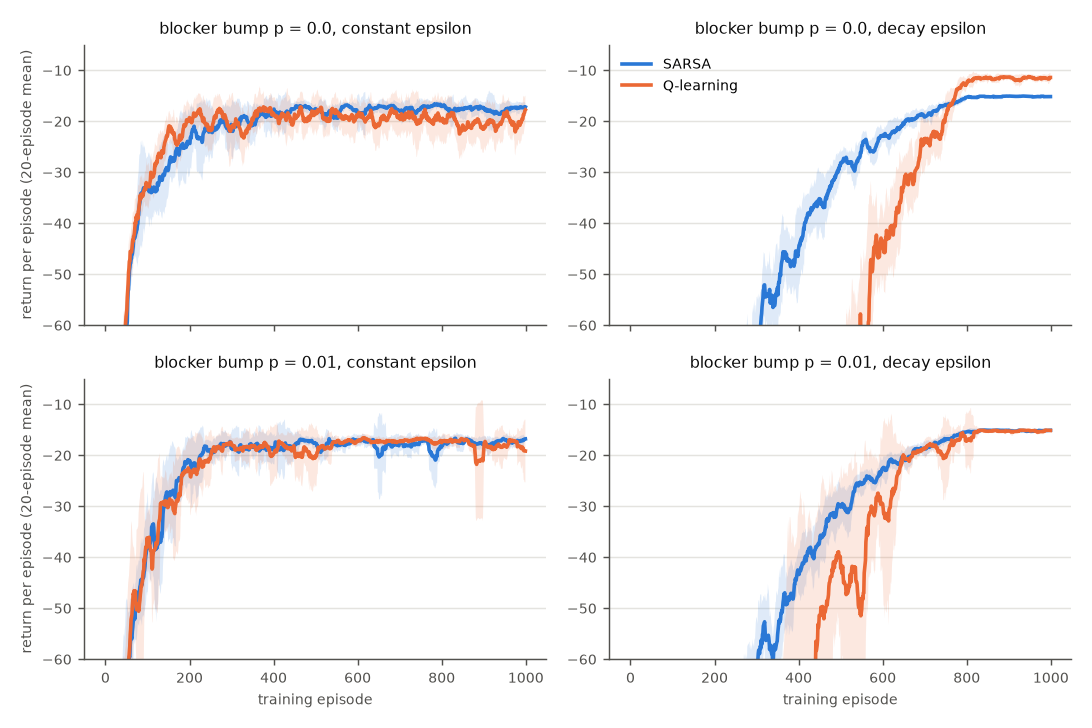 blocker bump p = 0.0, constant epsilon
return per episode (20-episode mean)
−10
−20
−30
−40
−50
−60
blocker bump p = 0.0, decay epsilon
SARSA
Q-learning
−10
−20
−30
−40
−50
−60
blocker bump p = 0.01, constant epsilon
return per episode (20-episode mean)
−10
−20
−30
−40
−50
−60
0 200 400 600 800 1000
training episode
blocker bump p = 0.01, decay epsilon
−10
−20
−30
−40
−50
−60
0 200 400 600 800 1000
training episode